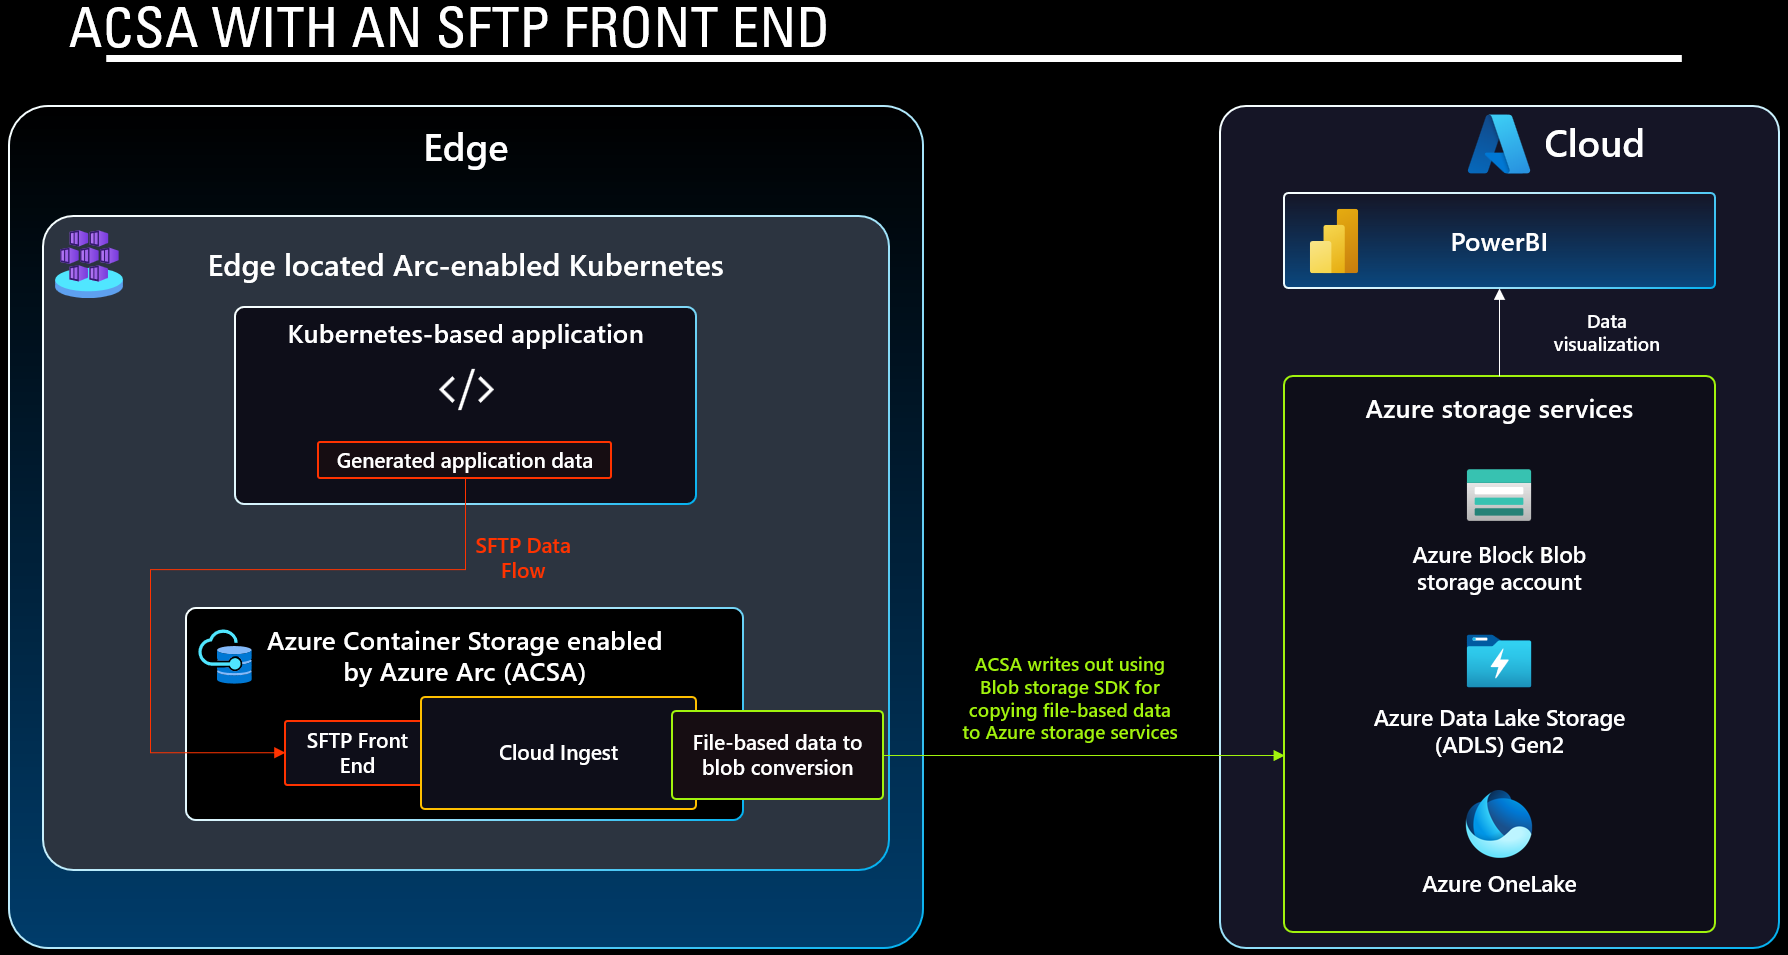 ACSA WITH AN SFTP FRONT END
Edge
Edge located Arc-enabled Kubernetes
Kubernetes-based application
</>
Generated application data
SFTP Data
Flow
Azure Container Storage enabled
by Azure Arc (ACSA)
SFTP Front
End
Cloud Ingest
File-based data to
blob conversion
ACSA writes out using
Blob storage SDK for
copying file-based data
to Azure storage services
Cloud
PowerBI
Data
visualization
Azure storage services
Azure Block Blob
storage account
Azure Data Lake Storage
(ADLS) Gen2
Azure OneLake